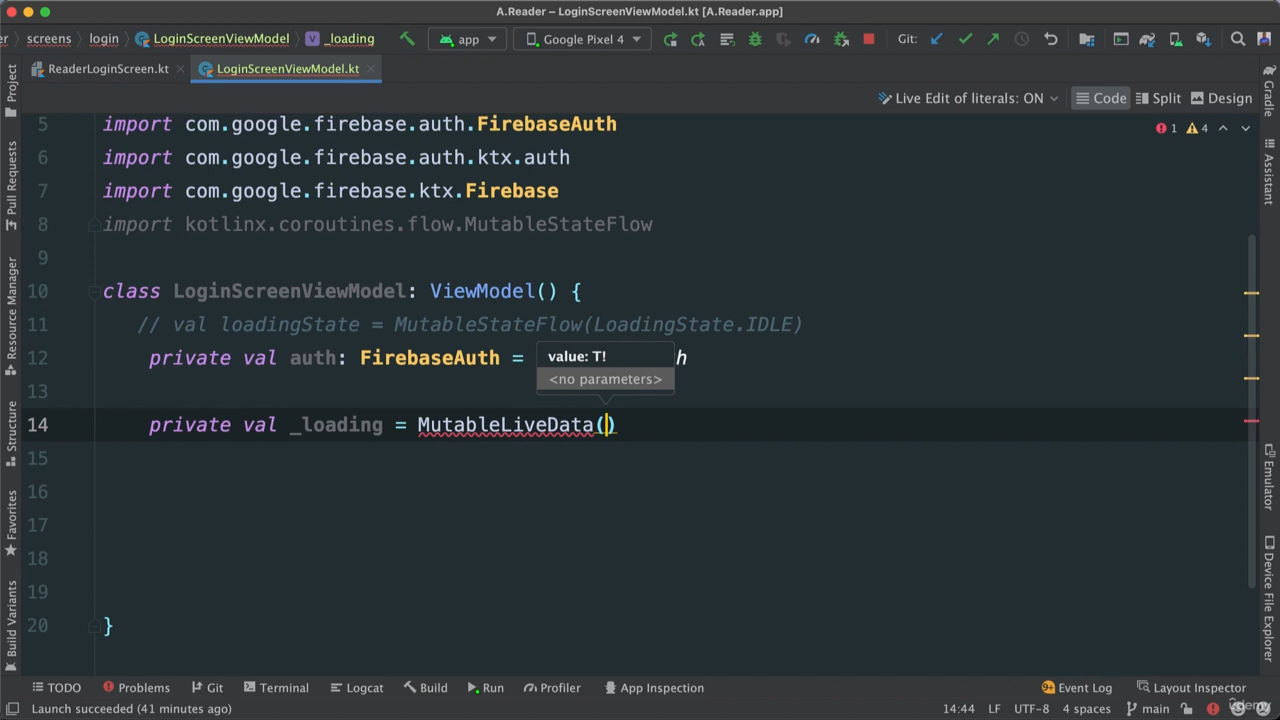 A.Reader – LoginScreenViewModel.kt [A.Reader.app]
screens login LoginScreenViewModel _loading app Google Pixel 4 Git:
ReaderLoginScreen.kt LoginScreenViewModel.kt
Live Edit of literals: ON Code Split Design
1 4
5 import com.google.firebase.auth.FirebaseAuth
6 import com.google.firebase.auth.ktx.auth
7 import com.google.firebase.ktx.Firebase
8 import kotlinx.coroutines.flow.MutableStateFlow
9
10 class LoginScreenViewModel: ViewModel() {
11 // val loadingState = MutableStateFlow(LoadingState.IDLE)
12 private val auth: FirebaseAuth = h
value: T!
<no parameters>
13
14 private val _loading = MutableLiveData()
15
16
17
18
19
20 }
Project
Pull Requests
Resource Manager
Structure
Favorites
Build Variants
Gradle
Assistant
Emulator
Device File Explorer
TODO Problems Git Terminal Logcat Build Run Profiler App Inspection 9+ Event Log Layout Inspector
Launch succeeded (41 minutes ago) 14:44 LF UTF-8 4 spaces main
udemy